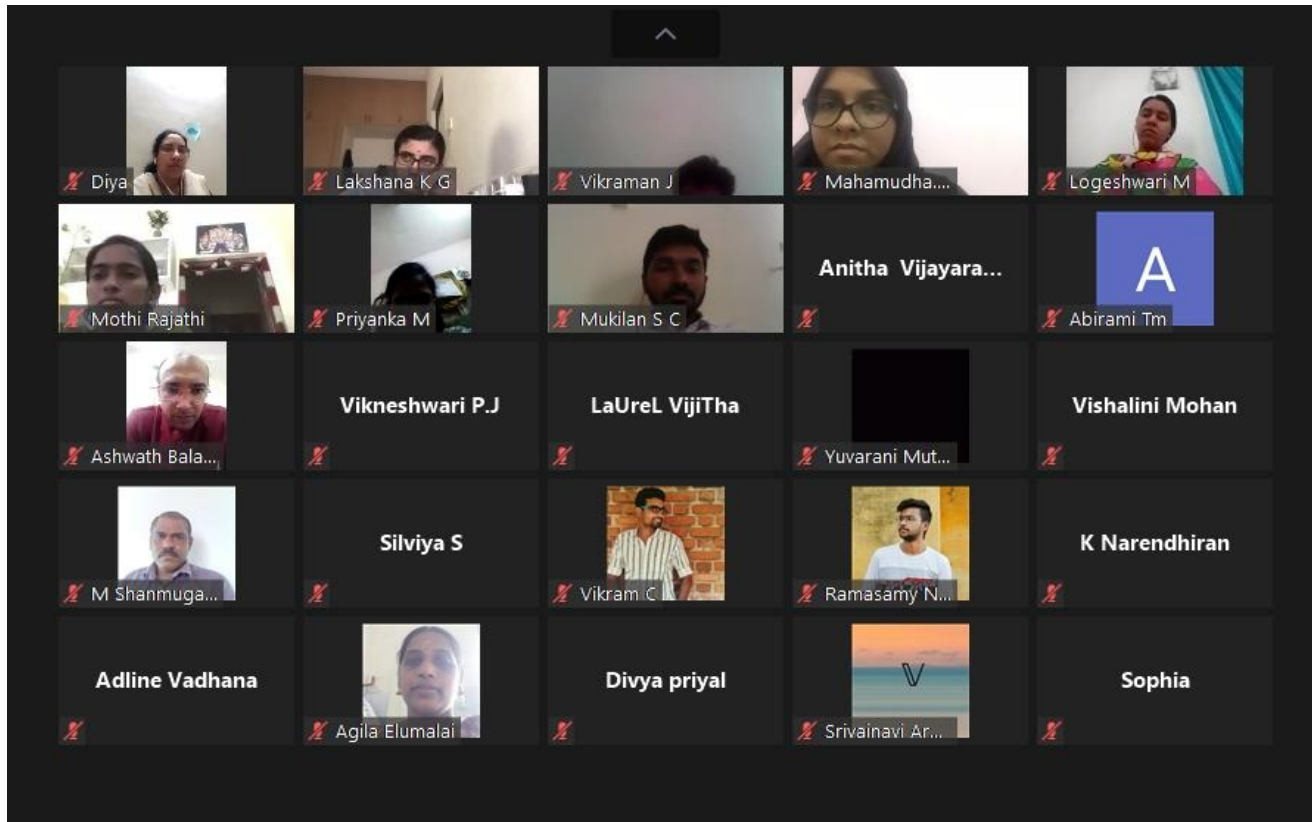 Diya
Lakshana K G
Vikraman J
Mahamudha....
Logeshwari M
Mothi Rajathi
Priyanka M
Mukilan S C
Anitha Vijayara...
A
Abirami Tm
Ashwath Bala...
Vikneshwari P.J
LaUreL VijiTha
Yuvarani Mut...
Vishalini Mohan
M Shanmuga...
Silviya S
Vikram C
Ramasamy N...
K Narendhiran
Adline Vadhana
Agila Elumalai
Divya priyal
V
Srivainavi Ar...
Sophia